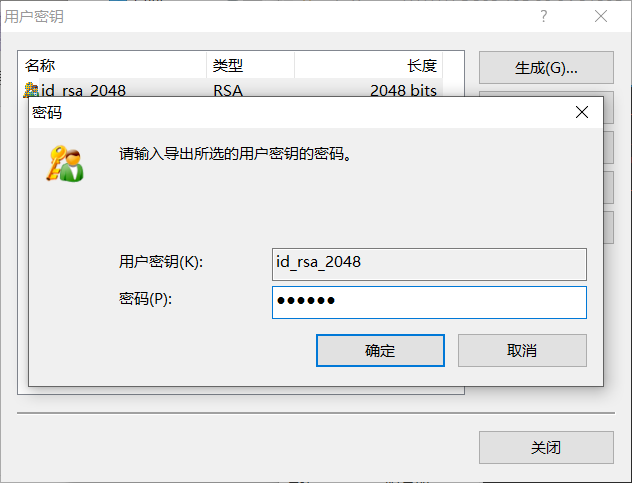 用户密钥
名称 类型 长度
id_rsa_2048 RSA 2048 bits
生成(G)...
密码
请输入导出所选的用户密钥的密码。
用户密钥(K): id_rsa_2048
密码(P): ●●●●●●
确定 取消
关闭